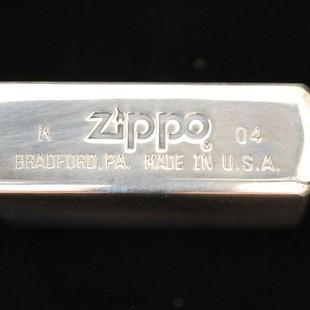 K Zippo 04
BRADFORD, PA. MADE IN U.S.A.